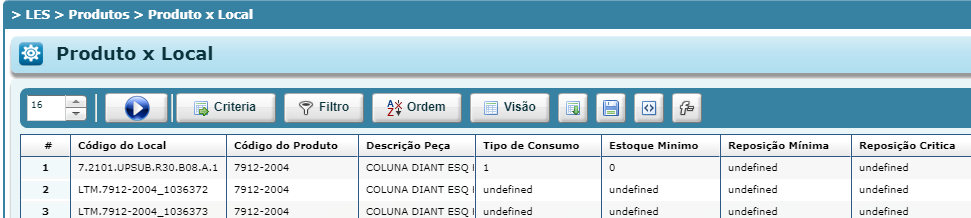 > LES > Produtos > Produto x Local
Produto x Local
16 Criteria Filtro Ordem Visão
# Código do Local Código do Produto Descrição Peça Tipo de Consumo Estoque Minimo Reposição Mínima Reposição Critica
1 7.2101.UPSUB.R30.B08.A.1 7912-2004 COLUNA DIANT ESQ 1 0 undefined undefined
2 LTM.7912-2004_1036372 7912-2004 COLUNA DIANT ESQ undefined undefined undefined undefined
3 LTM.7912-2004_1036373 7912-2004 COLUNA DIANT ESQ undefined undefined undefined undefined